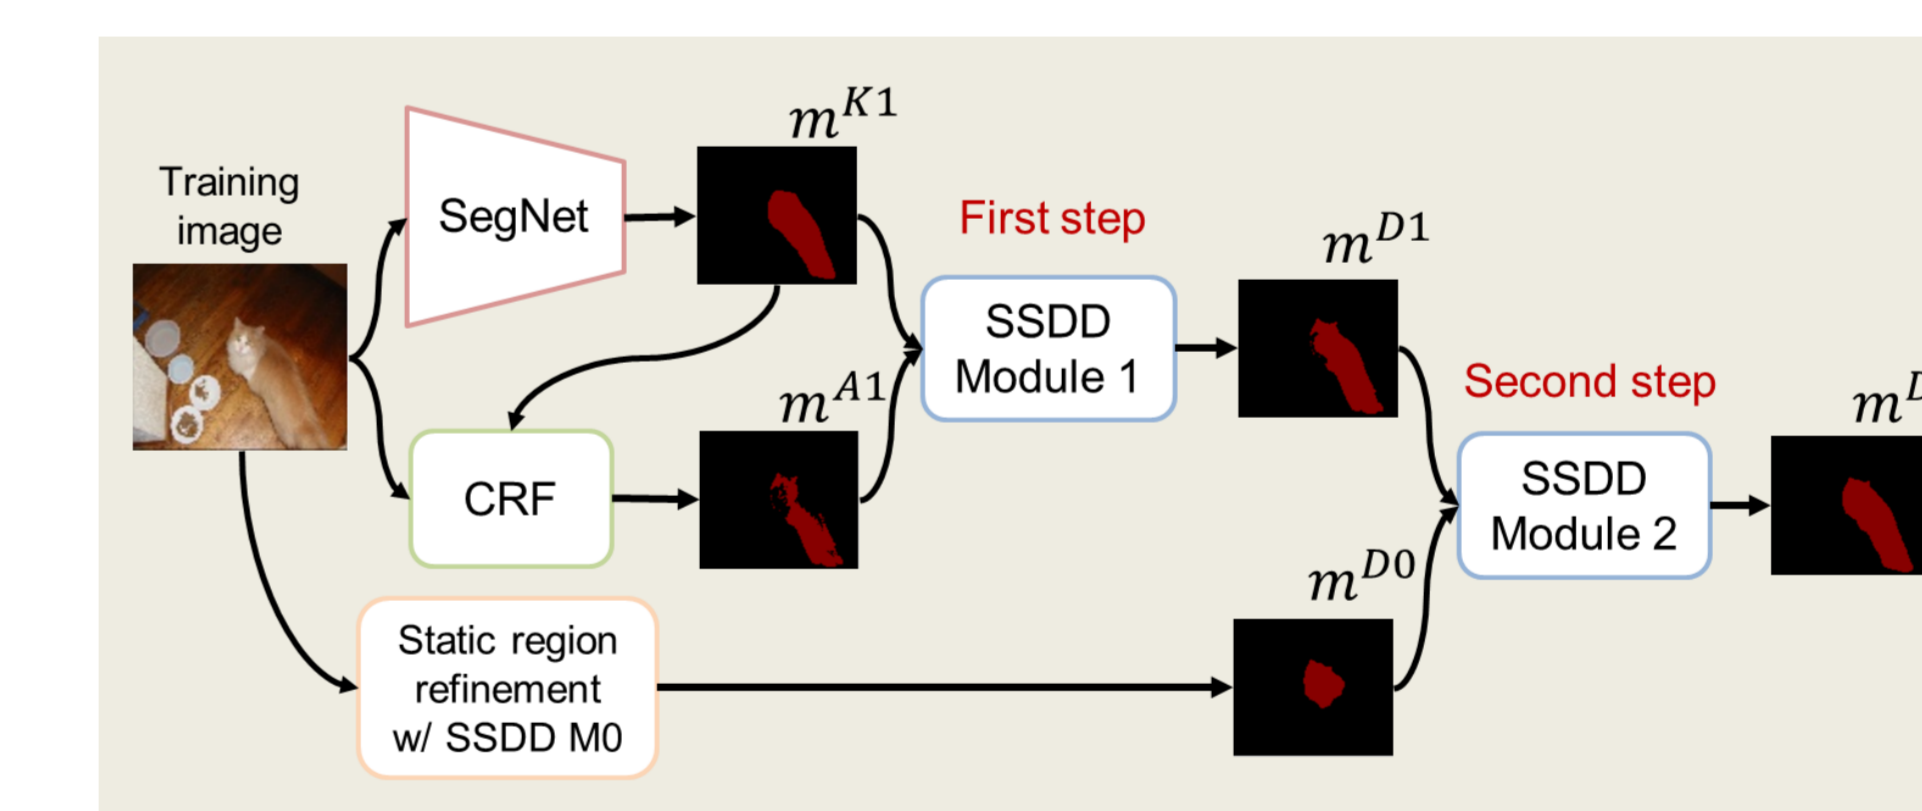 Training
image
SegNet
m^{K1}
First step
SSDD
Module 1
m^{D1}
Second step
CRF
m^{A1}
SSDD
Module 2
Static region
refinement
w/ SSDD M0
m^{D0}